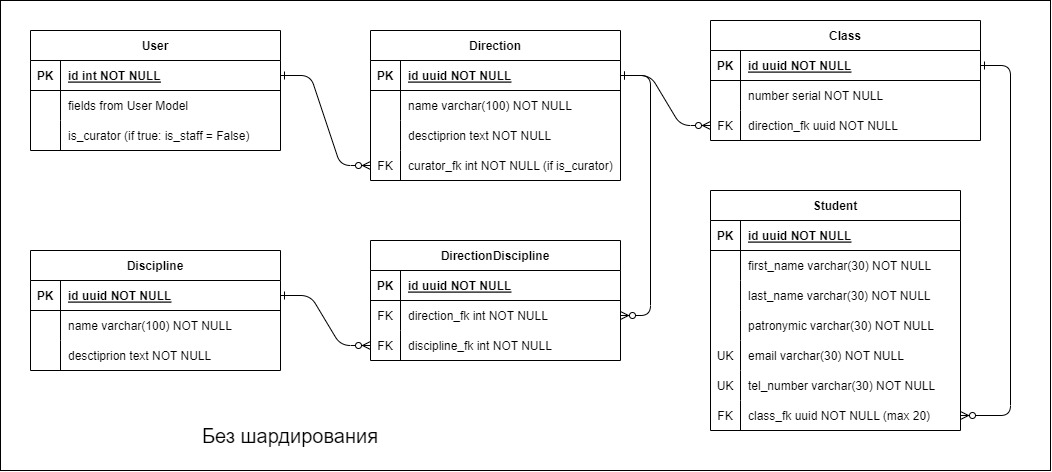 User
PK id int NOT NULL
fields from User Model
is_curator (if true: is_staff = False)
Direction
PK id uuid NOT NULL
name varchar(100) NOT NULL
desctiprion text NOT NULL
FK curator_fk int NOT NULL (if is_curator)
Class
PK id uuid NOT NULL
number serial NOT NULL
FK direction_fk uuid NOT NULL
Discipline
PK id uuid NOT NULL
name varchar(100) NOT NULL
desctiprion text NOT NULL
DirectionDiscipline
PK id uuid NOT NULL
FK direction_fk int NOT NULL
FK discipline_fk int NOT NULL
Student
PK id uuid NOT NULL
first_name varchar(30) NOT NULL
last_name varchar(30) NOT NULL
patronymic varchar(30) NOT NULL
UK email varchar(30) NOT NULL
UK tel_number varchar(30) NOT NULL
FK class_fk uuid NOT NULL (max 20)
Без шардирования